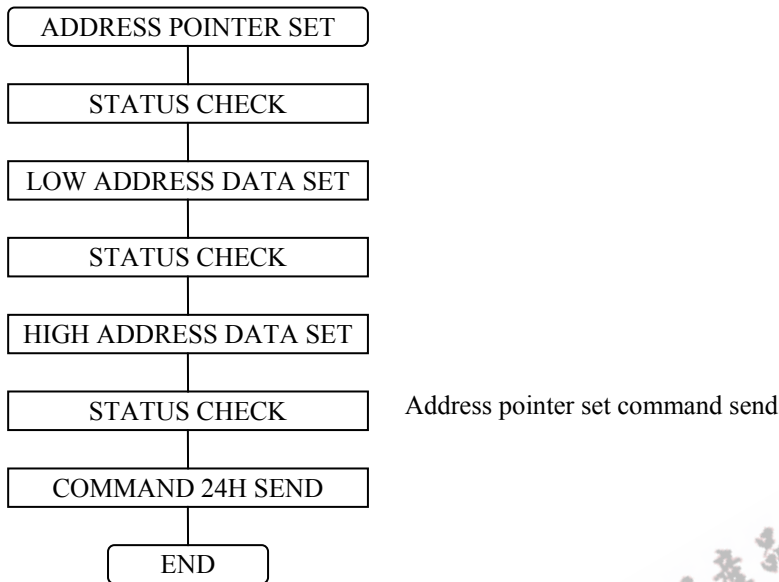 ADDRESS POINTER SET
STATUS CHECK
LOW ADDRESS DATA SET
STATUS CHECK
HIGH ADDRESS DATA SET
STATUS CHECK
Address pointer set command send
COMMAND 24H SEND
END